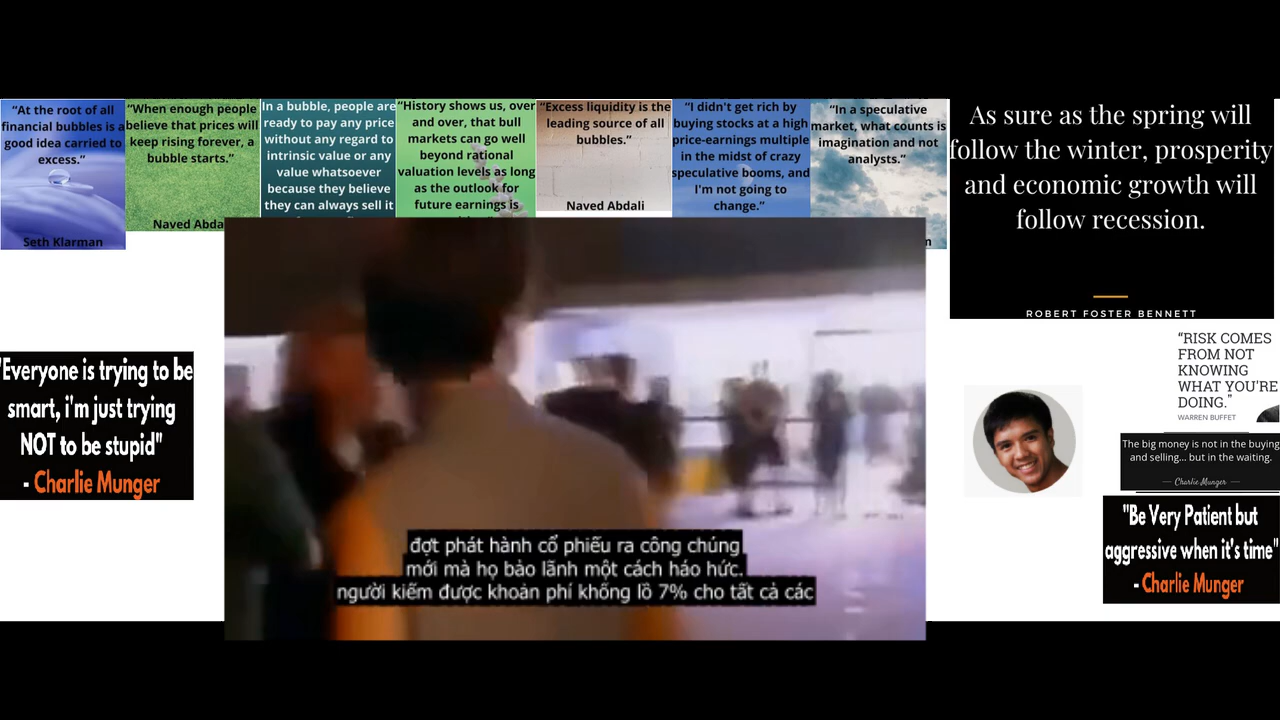 “At the root of all
financial bubbles is a
good idea carried to
excess.”
Seth Klarman
“When enough people
believe that prices will
keep rising forever, a
bubble starts.”
Naved Abda
In a bubble, people are
ready to pay any price
without any regard to
intrinsic value or any
value whatsoever
because they believe
they can always sell it
“History shows us, over
and over, that bull
markets can go well
beyond rational
valuation levels as long
as the outlook for
future earnings is
“Excess liquidity is the
leading source of all
bubbles.”
Naved Abdali
“I didn't get rich by
buying stocks at a high
price-earnings multiple
in the midst of crazy
speculative booms, and
I'm not going to
change.”
“In a speculative
market, what counts is
imagination and not
analysts.”
As sure as the spring will
follow the winter, prosperity
and economic growth will
follow recession.
ROBERT FOSTER BENNETT
"Everyone is trying to be
smart, i'm just trying
NOT to be stupid"
- Charlie Munger
đợt phát hành cổ phiếu ra công chúng
mới mà họ bảo lãnh một cách háo hức.
người kiếm được khoản phí khổng lồ 7% cho tất cả các
“RISK COMES
FROM NOT
KNOWING
WHAT YOU'RE
DOING.”
WARREN BUFFET
The big money is not in the buying
and selling... but in the waiting.
— Charlie Munger —
"Be Very Patient but
aggressive when it's time"
- Charlie Munger